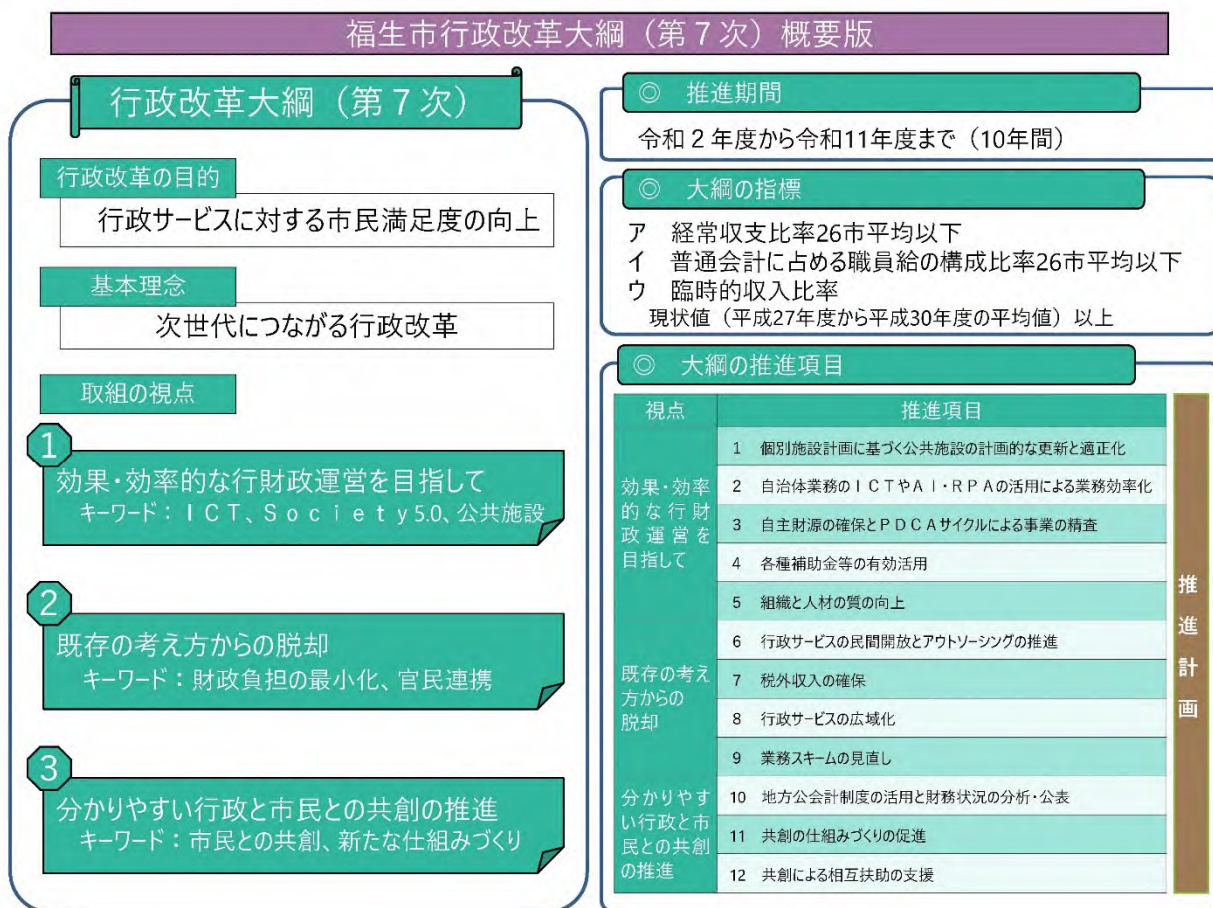 福生市行政改革大綱（第７次）概要版
行政改革大綱（第７次）
行政改革の目的
行政サービスに対する市民満足度の向上
基本理念
次世代につながる行政改革
取組の視点
1
効果・効率的な行財政運営を目指して
キーワード：ＩＣＴ、Ｓｏｃｉｅｔｙ5.0、公共施設
2
既存の考え方からの脱却
キーワード：財政負担の最小化、官民連携
3
分かりやすい行政と市民との共創の推進
キーワード：市民との共創、新たな仕組みづくり
◎　推進期間
令和２年度から令和11年度まで（10年間）
◎　大綱の指標
ア　経常収支比率26市平均以下
イ　普通会計に占める職員給の構成比率26市平均以下
ウ　臨時的収入比率
現状値（平成27年度から平成30年度の平均値）以上
◎　大綱の推進項目
視点　推進項目
効果・効率
的な行財
政運営を
目指して
1　個別施設計画に基づく公共施設の計画的な更新と適正化
2　自治体業務のＩＣＴやＡＩ・ＲＰＡの活用による業務効率化
3　自主財源の確保とＰＤＣＡサイクルによる事業の精査
4　各種補助金等の有効活用
5　組織と人材の質の向上
既存の考え
方からの
脱却
6　行政サービスの民間開放とアウトソーシングの推進
7　税外収入の確保
8　行政サービスの広域化
9　業務スキームの見直し
分かりやす
い行政と市
民との共創
の推進
10　地方公会計制度の活用と財務状況の分析・公表
11　共創の仕組みづくりの促進
12　共創による相互扶助の支援
推進計画